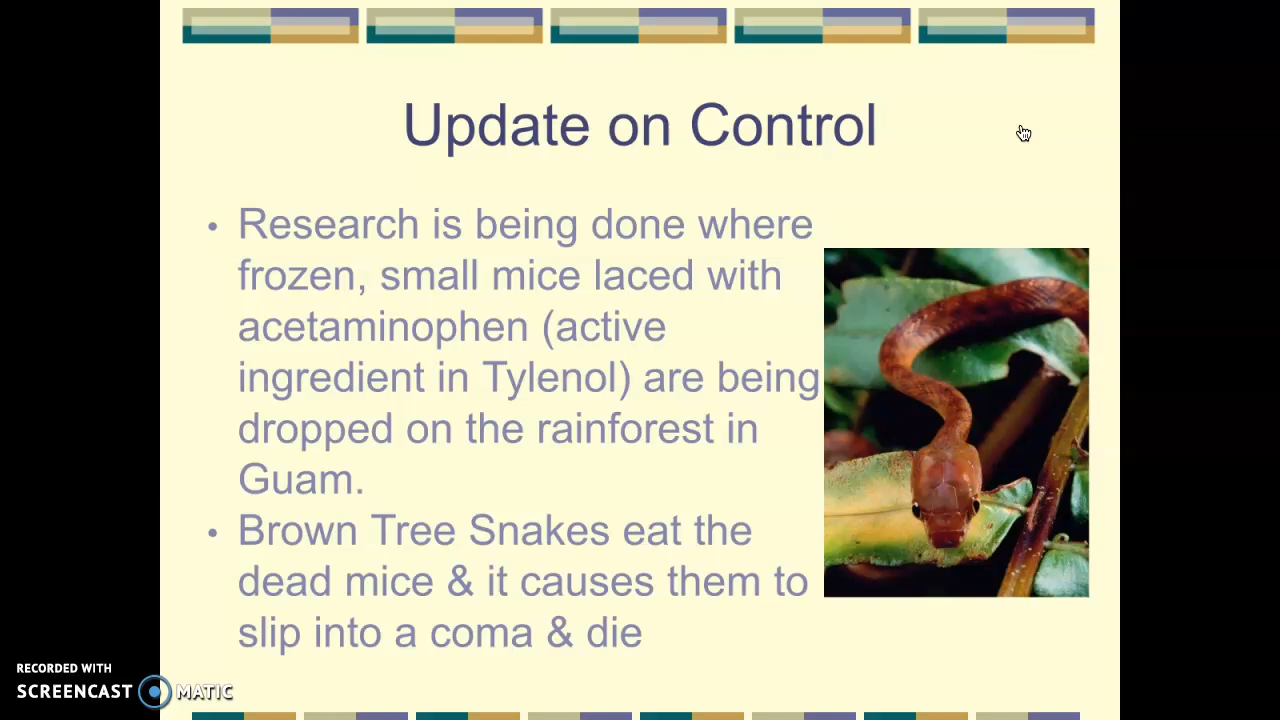 Update on Control
• Research is being done where
frozen, small mice laced with
acetaminophen (active
ingredient in Tylenol) are being
dropped on the rainforest in
Guam.
• Brown Tree Snakes eat the
dead mice & it causes them to
slip into a coma & die
RECORDED WITH
SCREENCAST MATIC